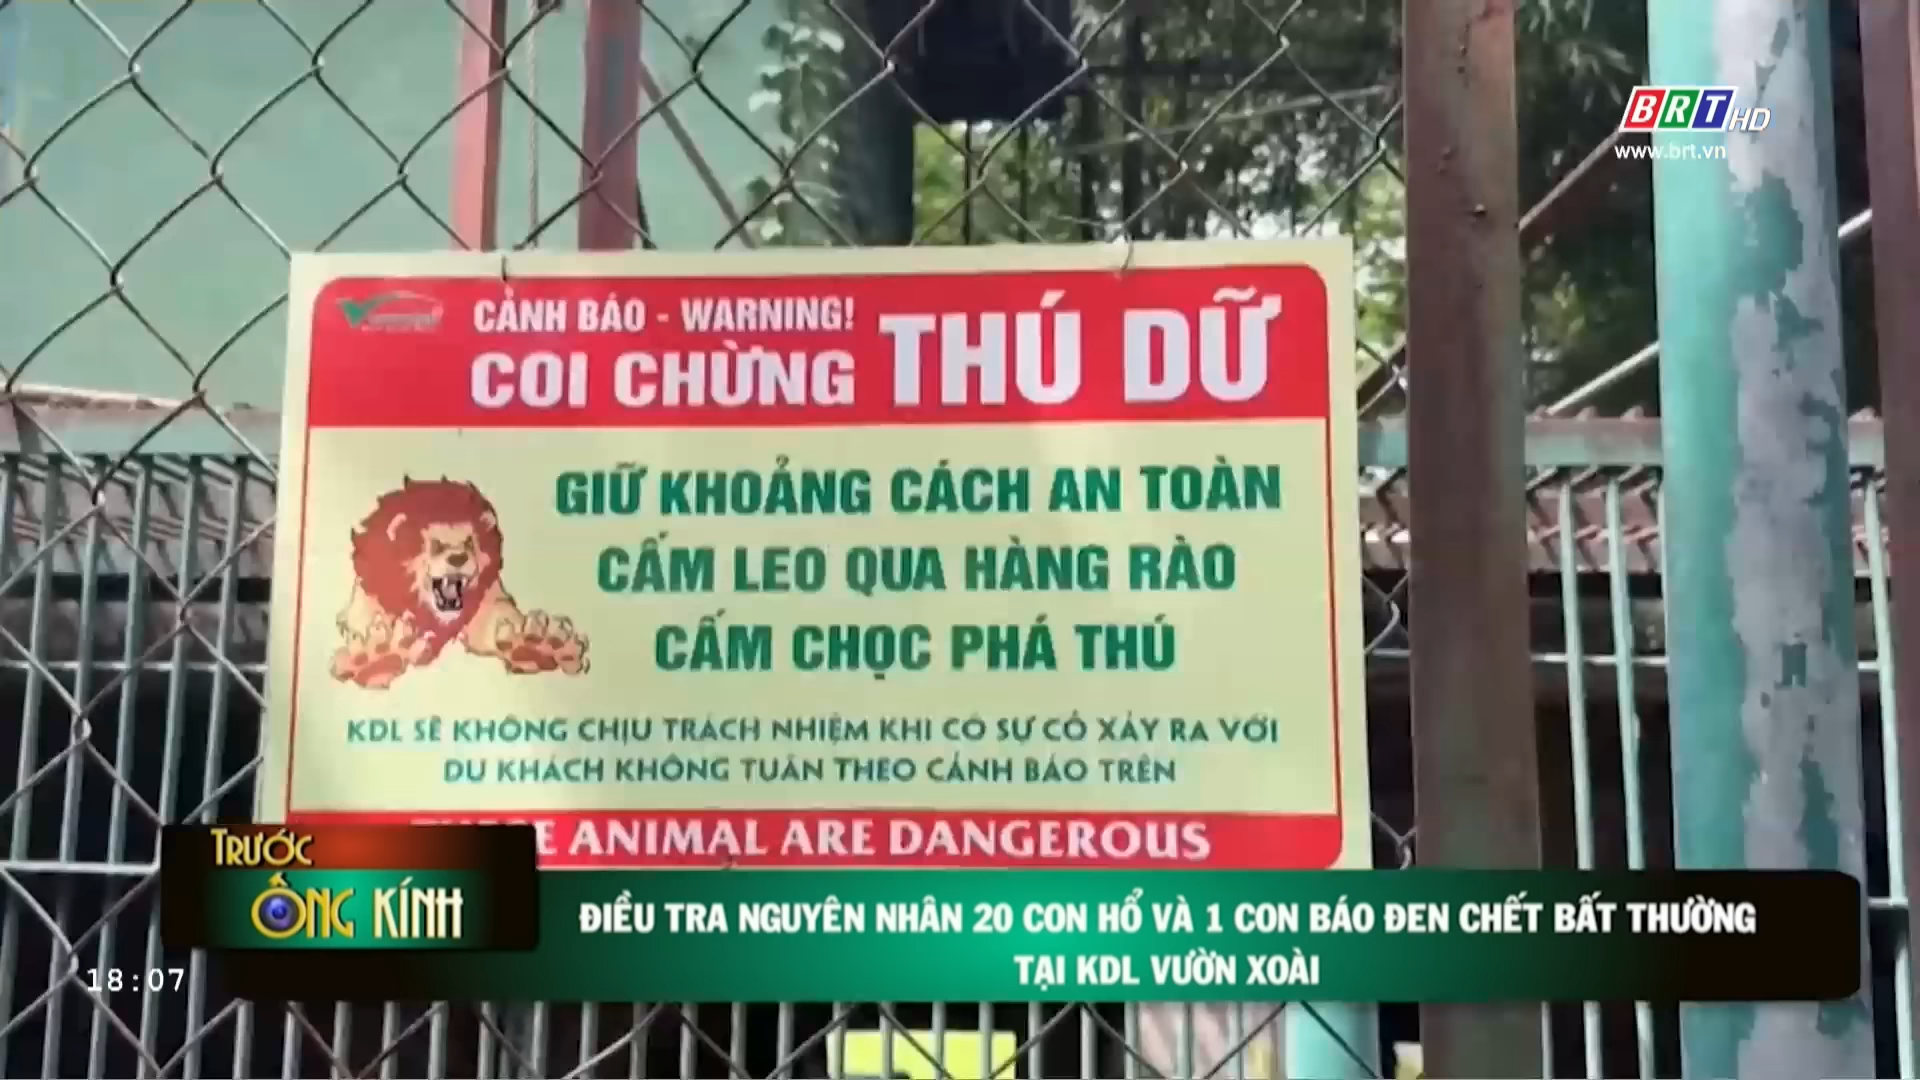 BRT HD
www.brt.vn
CẢNH BÁO - WARNING!
COI CHỪNG THÚ DỮ
GIỮ KHOẢNG CÁCH AN TOÀN
CẤM LEO QUA HÀNG RÀO
CẤM CHỌC PHÁ THÚ
KDL SẼ KHÔNG CHỊU TRÁCH NHIỆM KHI CÓ SỰ CỐ XẢY RA VỚI
DU KHÁCH KHÔNG TUÂN THEO CẢNH BÁO TRÊN
ANIMAL ARE DANGEROUS
TRƯỚC
ỐNG KÍNH
ĐIỀU TRA NGUYÊN NHÂN 20 CON HỔ VÀ 1 CON BÁO ĐEN CHẾT BẤT THƯỜNG
TẠI KDL VƯỜN XOÀI
18:07